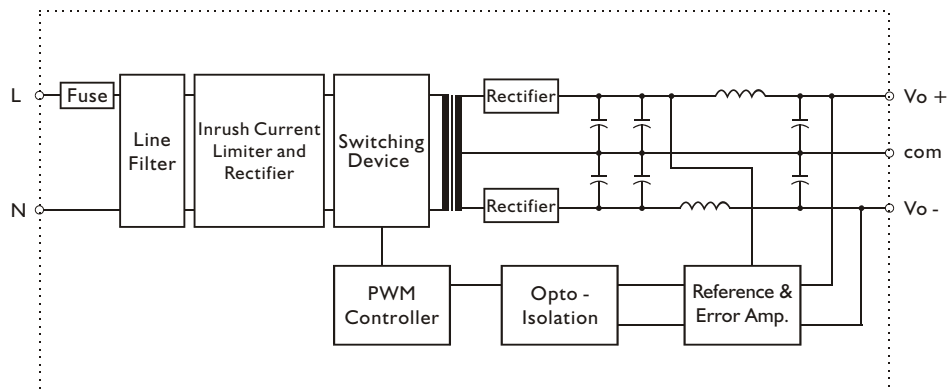 L
Fuse
Line
Filter
Inrush Current
Limiter and
Rectifier
Switching
Device
Rectifier
Vo +
com
N
Rectifier
Vo -
PWM
Controller
Opto -
Isolation
Reference &
Error Amp.